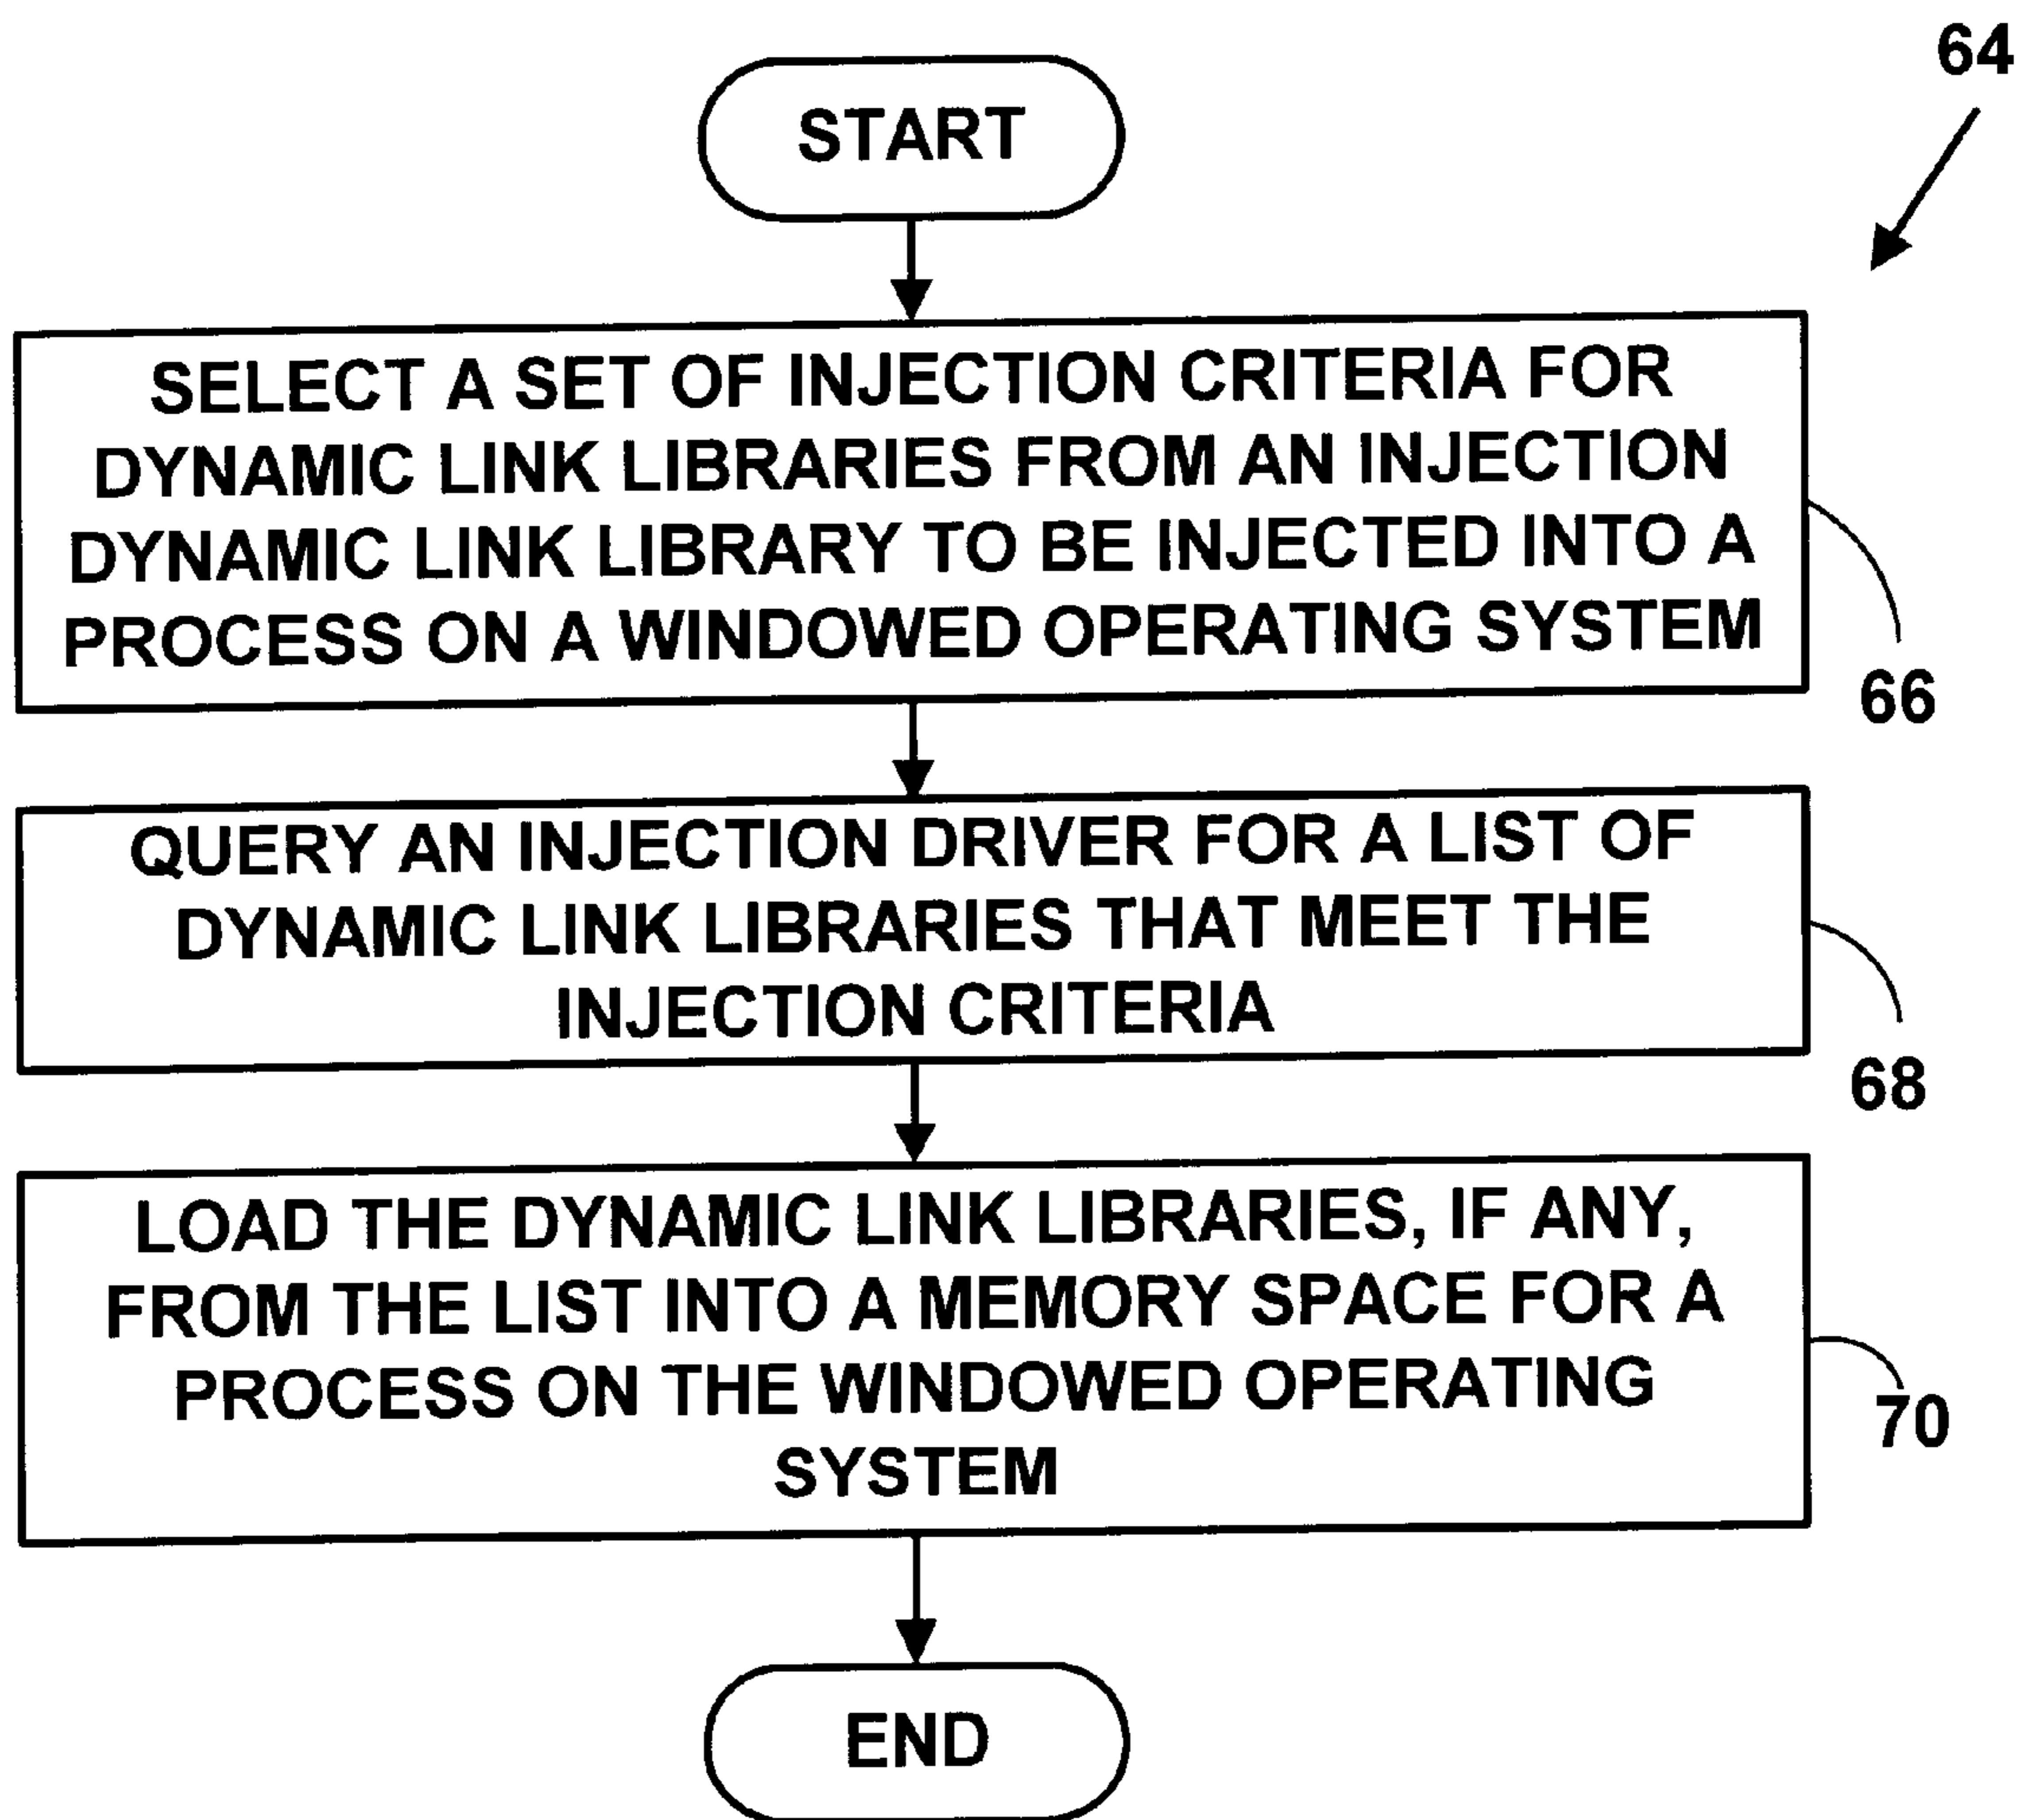 64
START
SELECT A SET OF INJECTION CRITERIA FOR
DYNAMIC LINK LIBRARIES FROM AN INJECTION
DYNAMIC LINK LIBRARY TO BE INJECTED INTO A
PROCESS ON A WINDOWED OPERATING SYSTEM
66
QUERY AN INJECTION DRIVER FOR A LIST OF
DYNAMIC LINK LIBRARIES THAT MEET THE
INJECTION CRITERIA
68
LOAD THE DYNAMIC LINK LIBRARIES, IF ANY,
FROM THE LIST INTO A MEMORY SPACE FOR A
PROCESS ON THE WINDOWED OPERATING
SYSTEM
70
END